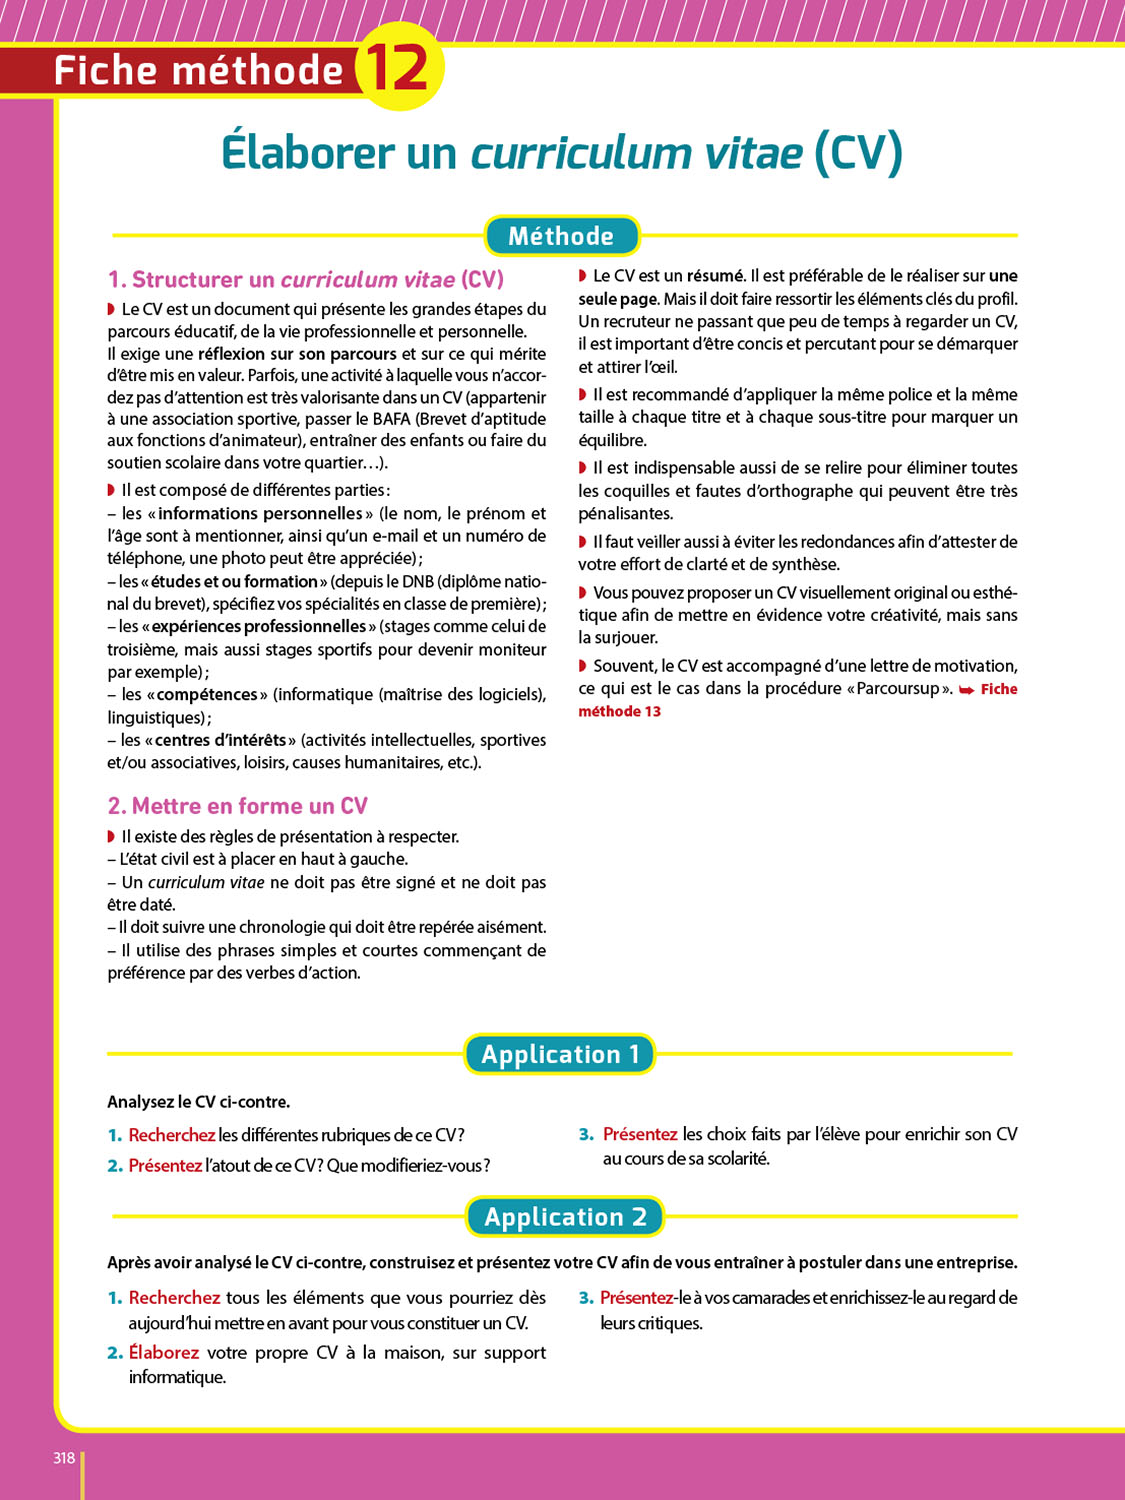 Fiche méthode 12
Élaborer un curriculum vitae (CV)
Méthode
1. Structurer un curriculum vitae (CV)
◗ Le CV est un document qui présente les grandes étapes du
parcours éducatif, de la vie professionnelle et personnelle.
Il exige une réflexion sur son parcours et sur ce qui mérite
d’être mis en valeur. Parfois, une activité à laquelle vous n’accor-
dez pas d’attention est très valorisante dans un CV (appartenir
à une association sportive, passer le BAFA (Brevet d’aptitude
aux fonctions d’animateur), entraîner des enfants ou faire du
soutien scolaire dans votre quartier…).
◗ Il est composé de différentes parties :
– les « informations personnelles » (le nom, le prénom et
l’âge sont à mentionner, ainsi qu’un e-mail et un numéro de
téléphone, une photo peut être appréciée) ;
– les « études et ou formation » (depuis le DNB (diplôme natio-
nal du brevet), spécifiez vos spécialités en classe de première) ;
– les « expériences professionnelles » (stages comme celui de
troisième, mais aussi stages sportifs pour devenir moniteur
par exemple) ;
– les « compétences » (informatique (maîtrise des logiciels),
linguistiques) ;
– les « centres d’intérêts » (activités intellectuelles, sportives
et/ou associatives, loisirs, causes humanitaires, etc.).
2. Mettre en forme un CV
◗ Il existe des règles de présentation à respecter.
– L’état civil est à placer en haut à gauche.
– Un curriculum vitae ne doit pas être signé et ne doit pas
être daté.
– Il doit suivre une chronologie qui doit être repérée aisément.
– Il utilise des phrases simples et courtes commençant de
préférence par des verbes d’action.
◗ Le CV est un résumé. Il est préférable de le réaliser sur une
seule page. Mais il doit faire ressortir les éléments clés du profil.
Un recruteur ne passant que peu de temps à regarder un CV,
il est important d’être concis et percutant pour se démarquer
et attirer l’œil.
◗ Il est recommandé d’appliquer la même police et la même
taille à chaque titre et à chaque sous-titre pour marquer un
équilibre.
◗ Il est indispensable aussi de se relire pour éliminer toutes
les coquilles et fautes d’orthographe qui peuvent être très
pénalisantes.
◗ Il faut veiller aussi à éviter les redondances afin d’attester de
votre effort de clarté et de synthèse.
◗ Vous pouvez proposer un CV visuellement original ou esthé-
tique afin de mettre en évidence votre créativité, mais sans
la surjouer.
◗ Souvent, le CV est accompagné d’une lettre de motivation,
ce qui est le cas dans la procédure « Parcoursup ». ➥ Fiche
méthode 13
Application 1
Analysez le CV ci-contre.
1. Recherchez les différentes rubriques de ce CV ?
2. Présentez l’atout de ce CV ? Que modifieriez-vous ?
3. Présentez les choix faits par l’élève pour enrichir son CV
au cours de sa scolarité.
Application 2
Après avoir analysé le CV ci-contre, construisez et présentez votre CV afin de vous entraîner à postuler dans une entreprise.
1. Recherchez tous les éléments que vous pourriez dès
aujourd’hui mettre en avant pour vous constituer un CV.
2. Élaborez votre propre CV à la maison, sur support
informatique.
3. Présentez-le à vos camarades et enrichissez-le au regard de
leurs critiques.
318